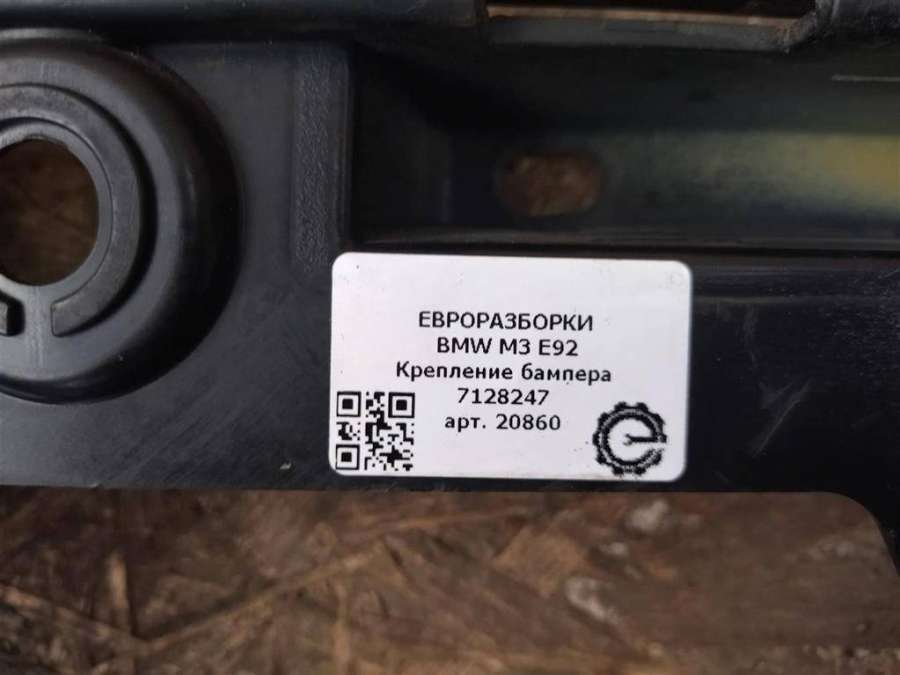 ЕВРОРАЗБОРКИ
BMW M3 E92
Крепление бампера
7128247
арт. 20860